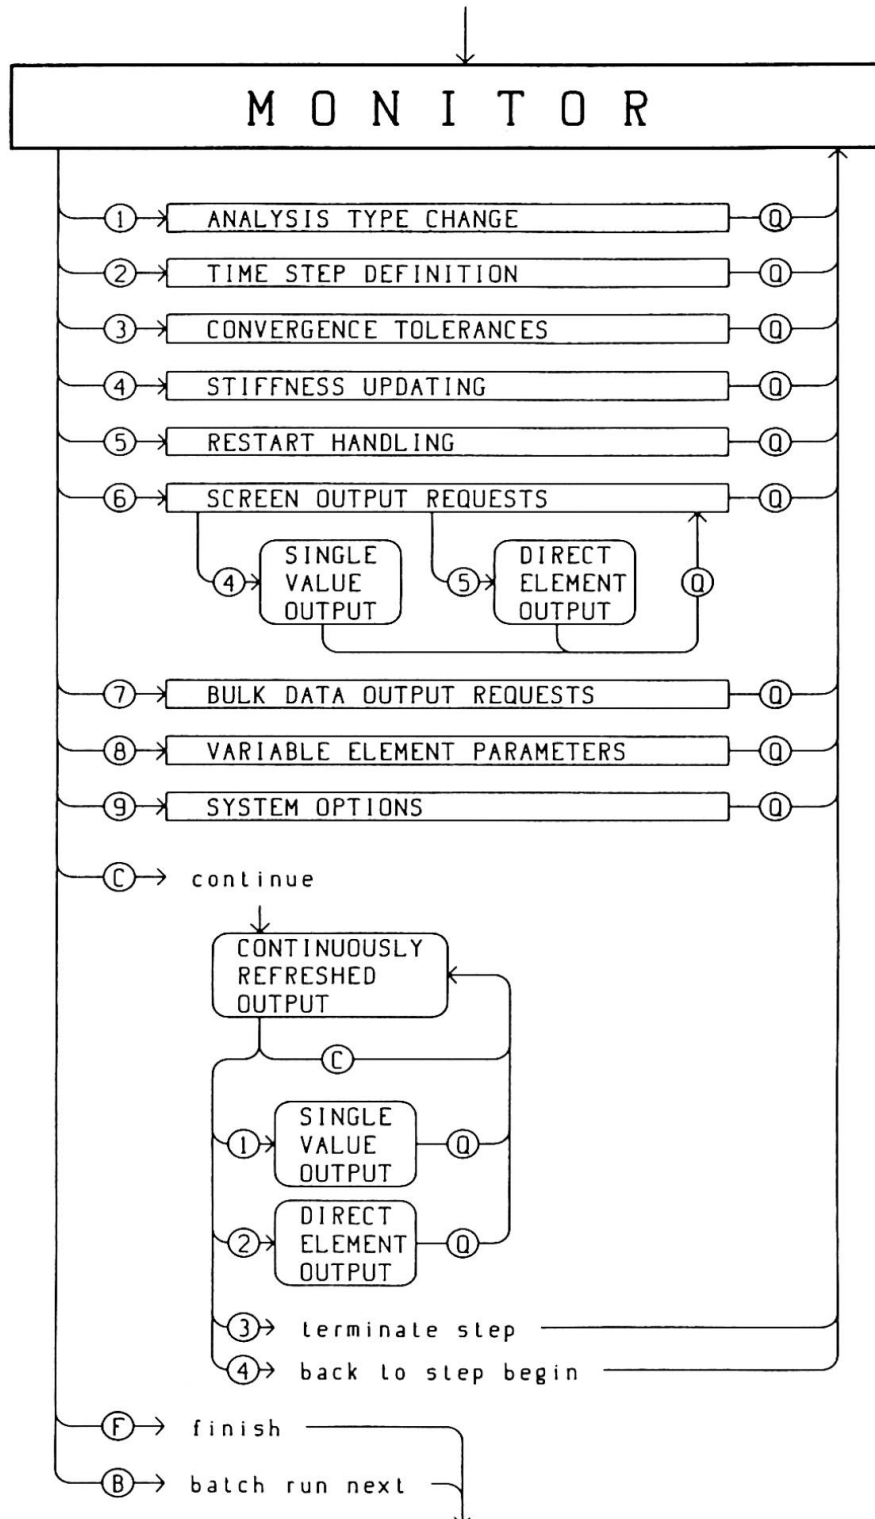 MONITOR
1 ANALYSIS TYPE CHANGE Q
2 TIME STEP DEFINITION Q
3 CONVERGENCE TOLERANCES Q
4 STIFFNESS UPDATING Q
5 RESTART HANDLING Q
6 SCREEN OUTPUT REQUESTS Q
4
SINGLE
VALUE
OUTPUT
5
DIRECT
ELEMENT
OUTPUT
Q
7 BULK DATA OUTPUT REQUESTS Q
8 VARIABLE ELEMENT PARAMETERS Q
9 SYSTEM OPTIONS Q
C continue
CONTINUOUSLY
REFRESHED
OUTPUT
C
1
SINGLE
VALUE
OUTPUT
Q
2
DIRECT
ELEMENT
OUTPUT
Q
3 terminate step
4 back to step begin
F finish
B batch run next